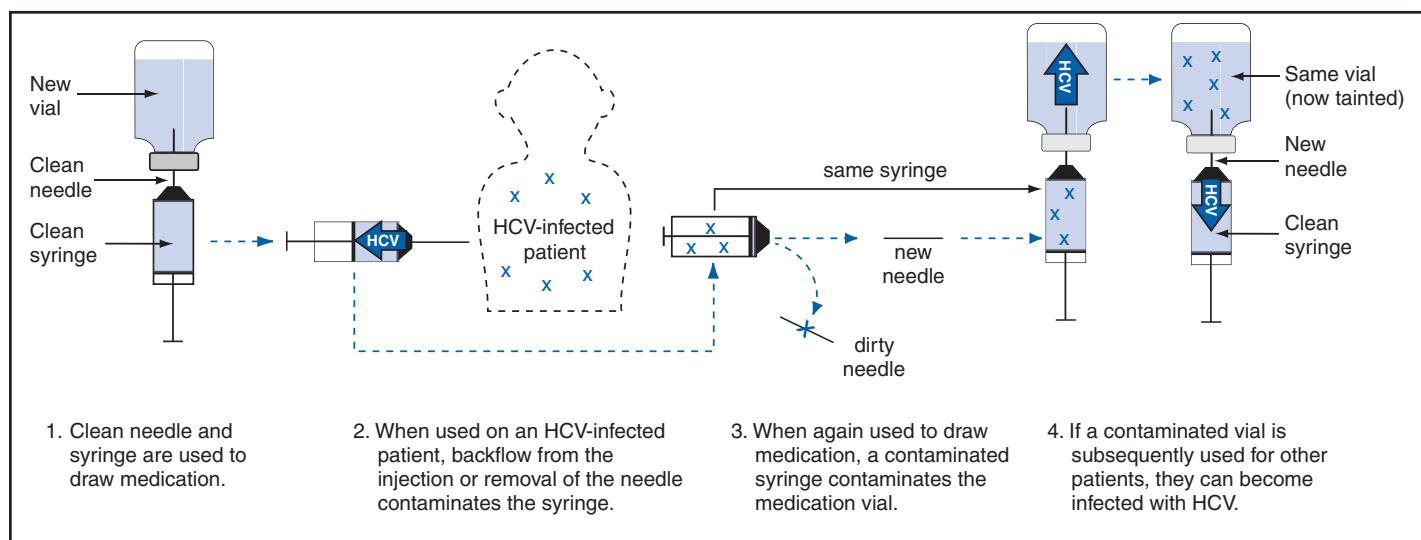 New
vial
Clean
needle
Clean
syringe
HCV
HCV-infected
patient
same syringe
new
needle
dirty
needle
HCV
Same vial
(now tainted)
New
needle
HCV
Clean
syringe
1. Clean needle and
syringe are used to
draw medication.
2. When used on an HCV-infected
patient, backflow from the
injection or removal of the needle
contaminates the syringe.
3. When again used to draw
medication, a contaminated
syringe contaminates the
medication vial.
4. If a contaminated vial is
subsequently used for other
patients, they can become
infected with HCV.